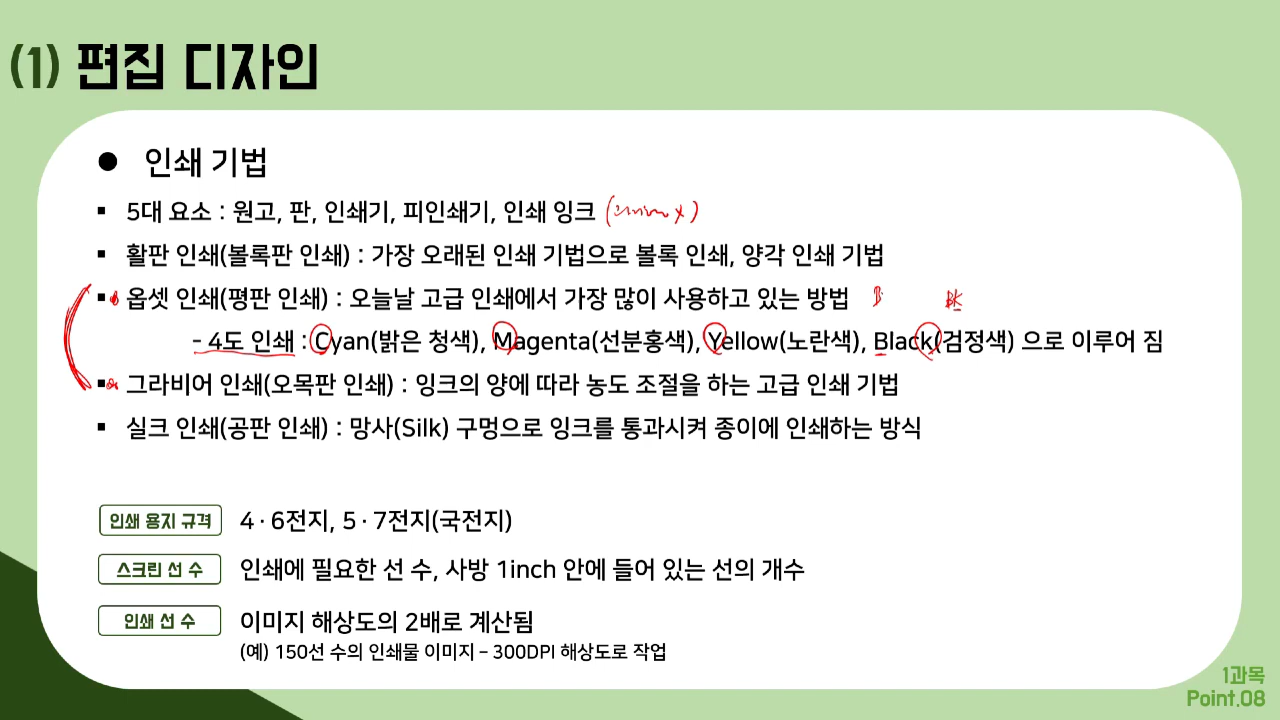 (1) 편집 디자인
● 인쇄 기법
▪ 5대 요소 : 원고, 판, 인쇄기, 피인쇄기, 인쇄 잉크
▪ 활판 인쇄(볼록판 인쇄) : 가장 오래된 인쇄 기법으로 볼록 인쇄, 양각 인쇄 기법
B BK
▪ 옵셋 인쇄(평판 인쇄) : 오늘날 고급 인쇄에서 가장 많이 사용하고 있는 방법
- 4도 인쇄 : Cyan(밝은 청색), Magenta(선분홍색), Yellow(노란색), Black(검정색) 으로 이루어 짐
▪ 그라비어 인쇄(오목판 인쇄) : 잉크의 양에 따라 농도 조절을 하는 고급 인쇄 기법
▪ 실크 인쇄(공판 인쇄) : 망사(Silk) 구멍으로 잉크를 통과시켜 종이에 인쇄하는 방식
인쇄 용지 규격 4 · 6전지, 5 · 7전지(국전지)
스크린 선 수 인쇄에 필요한 선 수, 사방 1inch 안에 들어 있는 선의 개수
인쇄 선 수 이미지 해상도의 2배로 계산됨
(예) 150선 수의 인쇄물 이미지 – 300DPI 해상도로 작업
1과목
Point.08